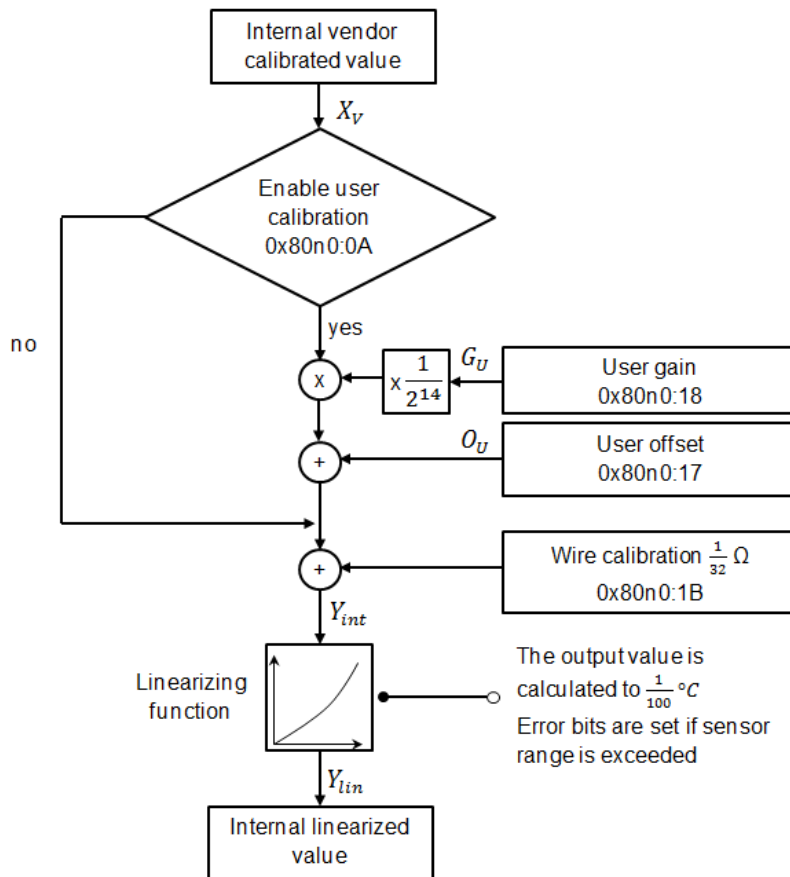 Internal vendor
calibrated value
X_V
Enable user
calibration
0x80n0:0A
yes
no
x
x 1/2^14
G_U
User gain
0x80n0:18
+
O_U
User offset
0x80n0:17
+
Wire calibration 1/32 Ω
0x80n0:1B
Y_int
Linearizing
function
The output value is
calculated to 1/100 °C
Error bits are set if sensor
range is exceeded
Y_lin
Internal linearized
value